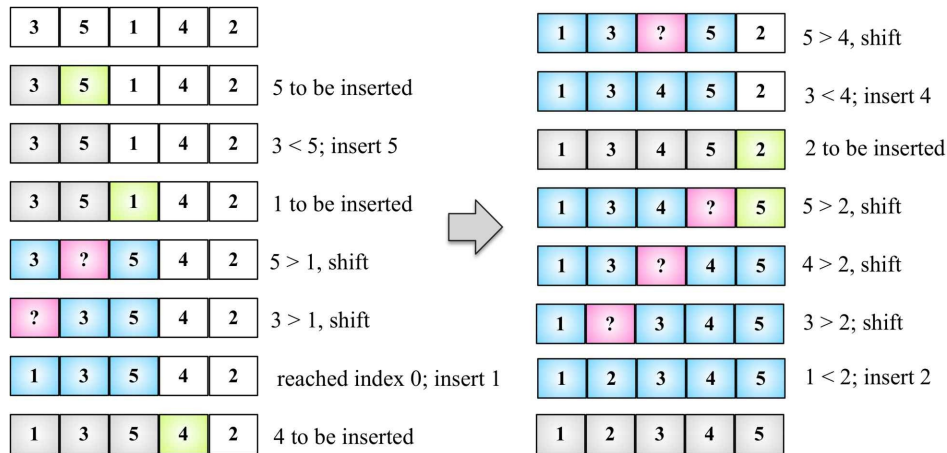 3 5 1 4 2
3 5 1 4 2 5 to be inserted
3 5 1 4 2 3 < 5; insert 5
3 5 1 4 2 1 to be inserted
3 ? 5 4 2 5 > 1, shift
? 3 5 4 2 3 > 1, shift
1 3 5 4 2 reached index 0; insert 1
1 3 5 4 2 4 to be inserted
1 3 ? 5 2 5 > 4, shift
1 3 4 5 2 3 < 4; insert 4
1 3 4 5 2 2 to be inserted
1 3 4 ? 5 5 > 2, shift
1 3 ? 4 5 4 > 2, shift
1 ? 3 4 5 3 > 2; shift
1 2 3 4 5 1 < 2; insert 2
1 2 3 4 5